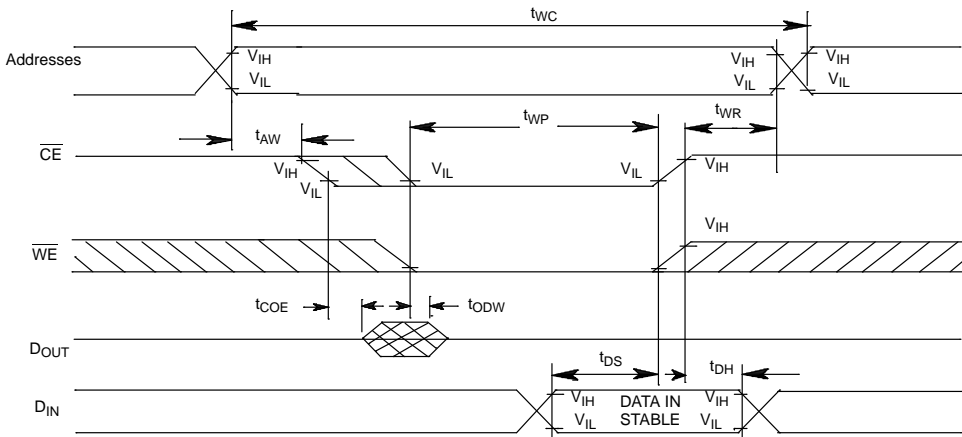 tWC
Addresses
VIH
VIL
VIH
VIL
VIH
VIL
tAW
tWP
tWR
CE
VIH
VIL
VIL
VIL
VIH
WE
VIH
tCOE
tODW
DOUT
tDS
tDH
DIN
VIH
VIL
DATA IN
STABLE
VIH
VIL